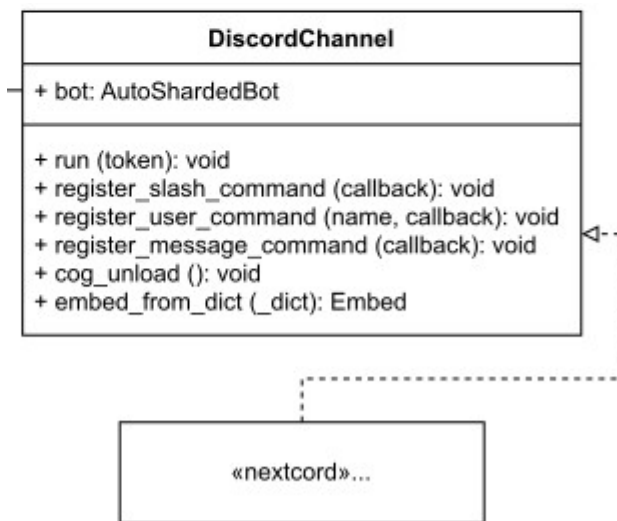 DiscordChannel
+ bot: AutoShardedBot
+ run (token): void
+ register_slash_command (callback): void
+ register_user_command (name, callback): void
+ register_message_command (callback): void
+ cog_unload (): void
+ embed_from_dict (_dict): Embed
«nextcord»...